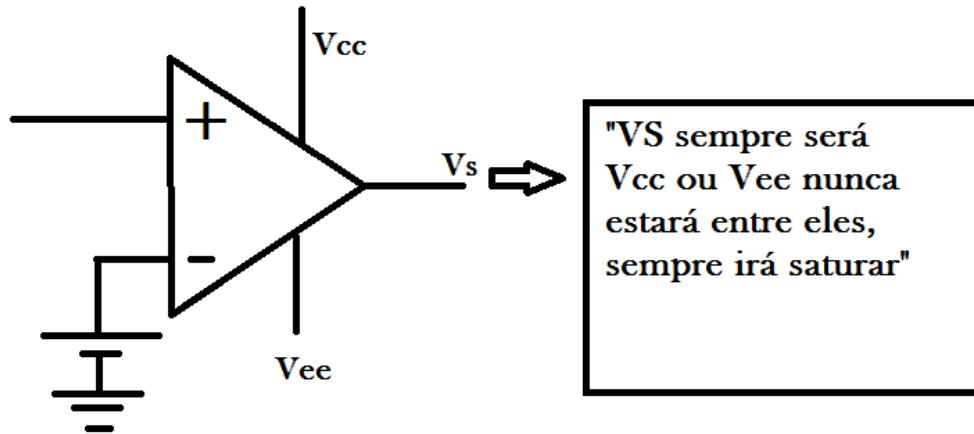 Vcc
+
Vs
-
Vee
"VS sempre será
Vcc ou Vee nunca
estará entre eles,
sempre irá saturar"